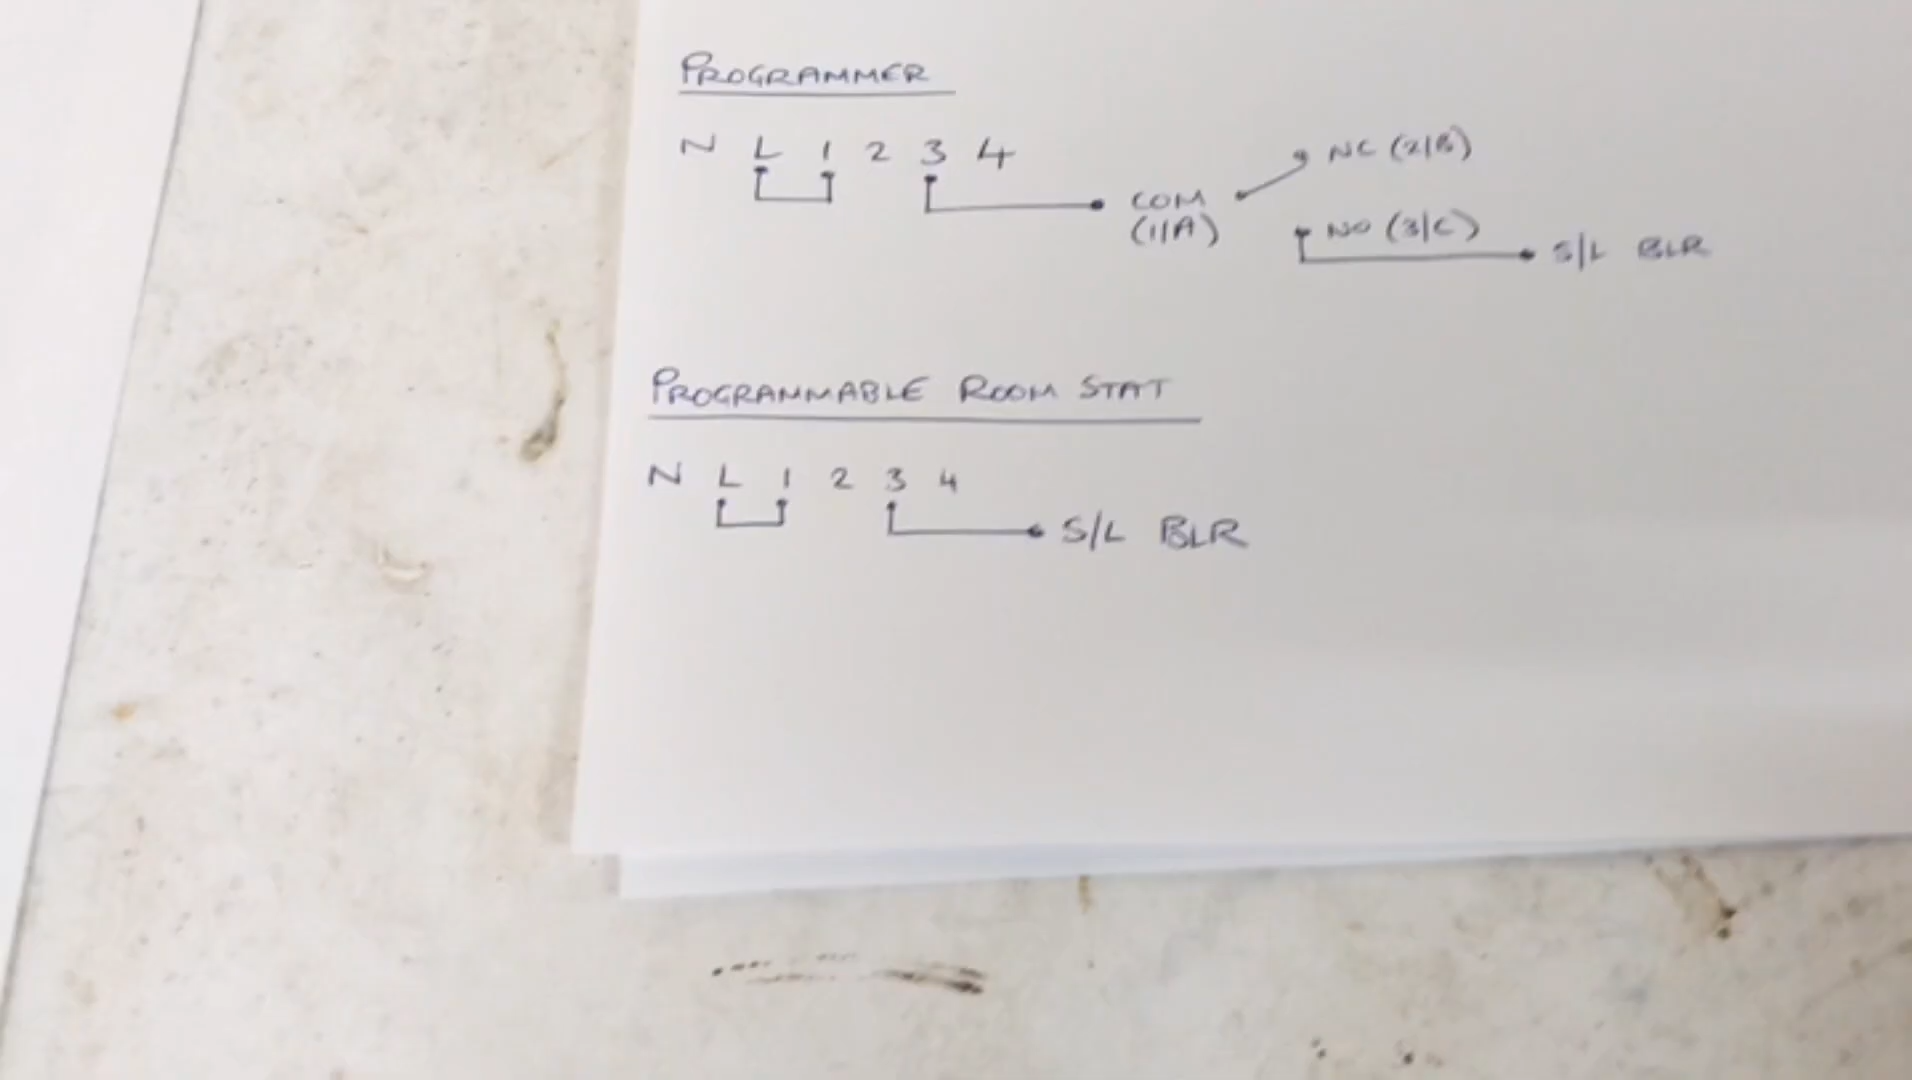 PROGRAMMER
N L 1 2 3 4
COM
(1/A)
NC (2/B)
NO (3/C)
S/L BLR
PROGRAMMABLE ROOM STAT
N L 1 2 3 4
S/L BLR